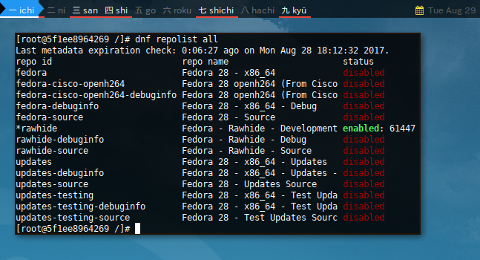 一 ichi 二 ni 三 san 四 shi 五 go 六 roku 七 shichi 八 hachi 九 kyū Tue Aug 29
[root@5f1ee8964269 /]# dnf repolist all
Last metadata expiration check: 0:06:27 ago on Mon Aug 28 18:12:32 2017.
repo id repo name status
fedora Fedora 28 - x86_64 disabled
fedora-cisco-openh264 Fedora 28 openh264 (From Cisco disabled
fedora-cisco-openh264-debuginfo Fedora 28 openh264 (From Cisco disabled
fedora-debuginfo Fedora 28 - x86_64 - Debug disabled
fedora-source Fedora 28 - Source disabled
*rawhide Fedora - Rawhide - Development enabled: 61447
rawhide-debuginfo Fedora - Rawhide - Debug disabled
rawhide-source Fedora - Rawhide - Source disabled
updates Fedora 28 - x86_64 - Updates disabled
updates-debuginfo Fedora 28 - x86_64 - Updates - disabled
updates-source Fedora 28 - Updates Source disabled
updates-testing Fedora 28 - x86_64 - Test Upda disabled
updates-testing-debuginfo Fedora 28 - x86_64 - Test Upda disabled
updates-testing-source Fedora 28 - Test Updates Sourc disabled
[root@5f1ee8964269 /]#